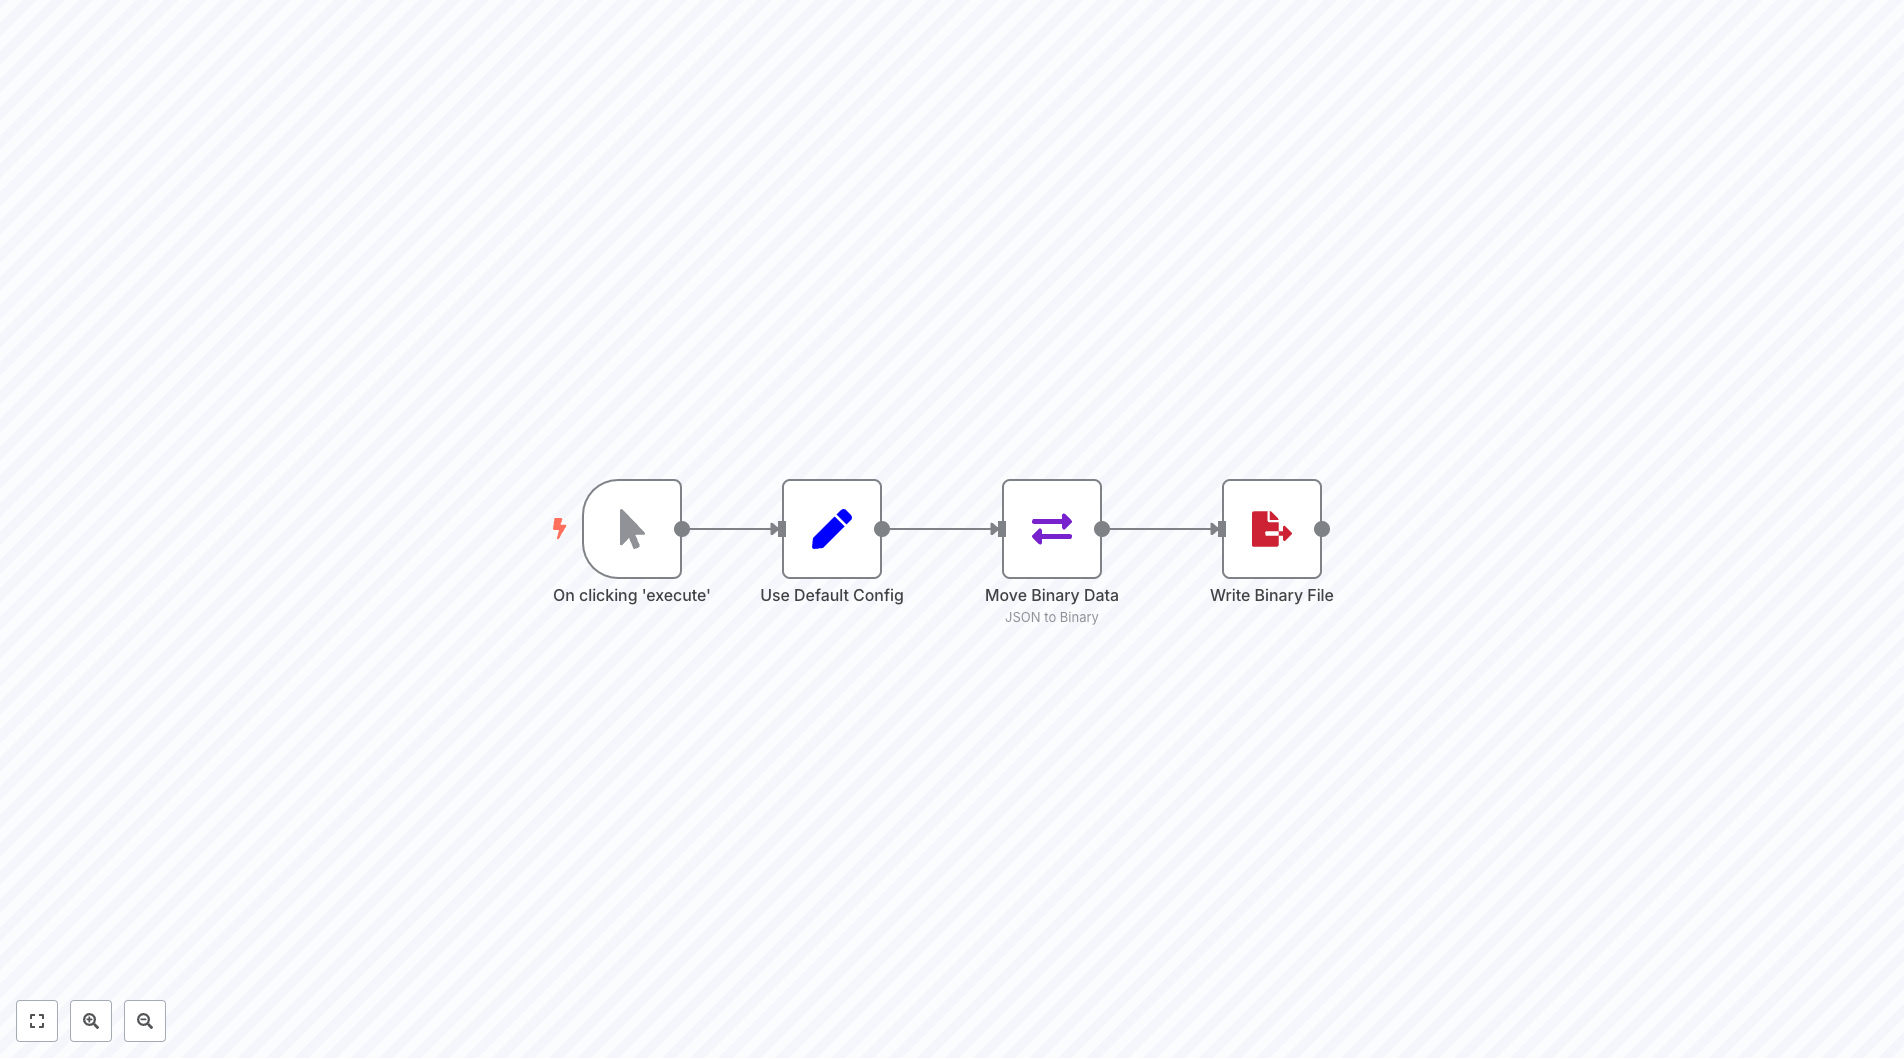 On clicking 'execute'
Use Default Config
Move Binary Data
JSON to Binary
Write Binary File